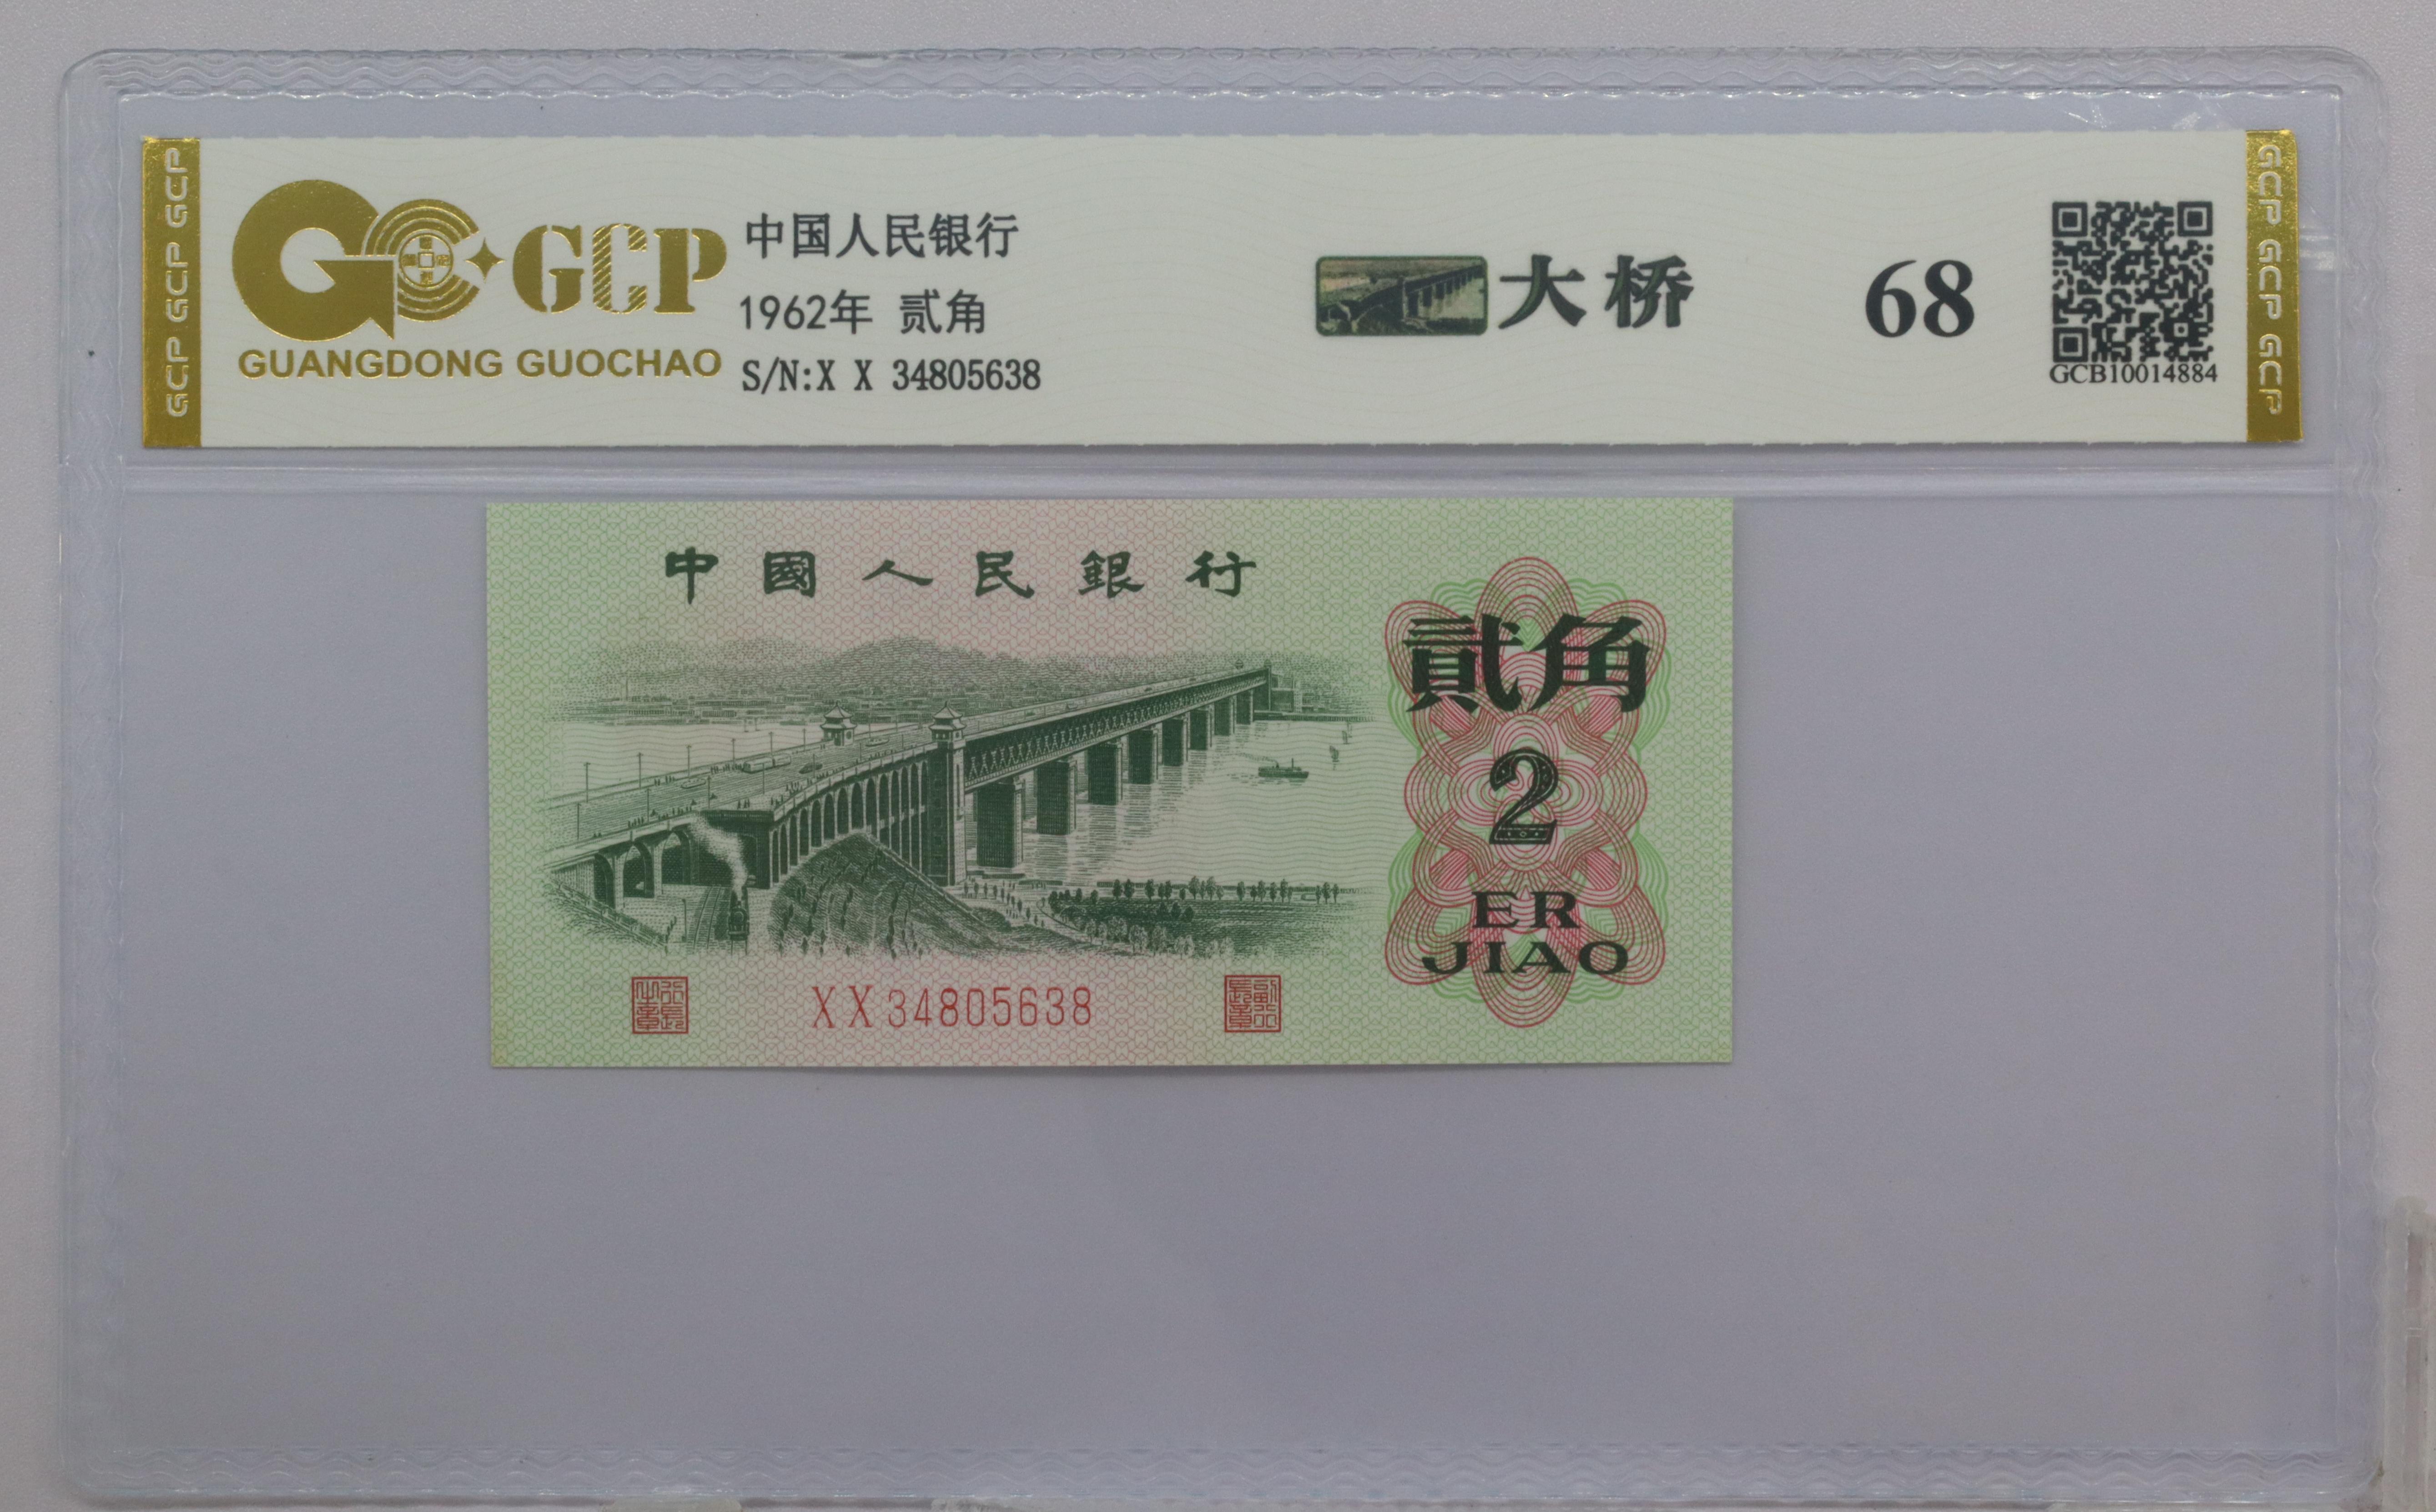 GCP GCP GCP
GCP
GUANGDONG GUOCHAO
中国人民银行
1962年 贰角
S/N:X X 34805638
大桥
68
GCB10014884
GCP GCP GCP
中國人民銀行
貳角
2
ER
JIAO
XX34805638